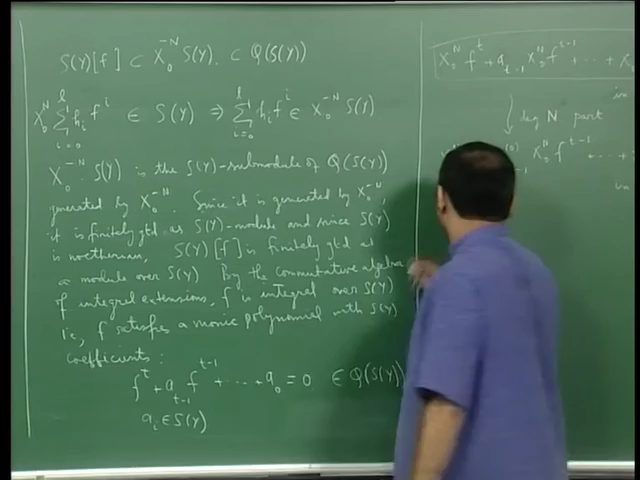 S(Y)[f] ⊂ X₀^{-N} S(Y). ⊂ Q(S(Y))
X₀^N ∑_{i=0}^{l} h_i f^i ∈ S(Y) ⇒ ∑_{i=0}^{l} h_i f^i ∈ X₀^{-N} S(Y)
X₀^{-N} S(Y) is the S(Y)-submodule of Q(S(Y))
generated by X₀^{-N}. Since it is generated by X₀^{-N},
it is finitely gtd as S(Y)-module and since S(Y)
is noetherian, S(Y)[f] is finitely gtd as
a module over S(Y) By the commutative algebra
of integral extensions, f is integral over S(Y)
i.e, f satisfies a monic polynomial with S(Y)
coefficients:
f^t + a_{t-1} f^{t-1} + ⋯ + a₀ = 0 ∈ Q(S(Y))
a_i ∈ S(Y)
X₀^N f^t + a_{t-1} X₀^N f^{t-1} + ⋯ +
in
deg N part
X₀^N f^{t-1} + ⋯ +